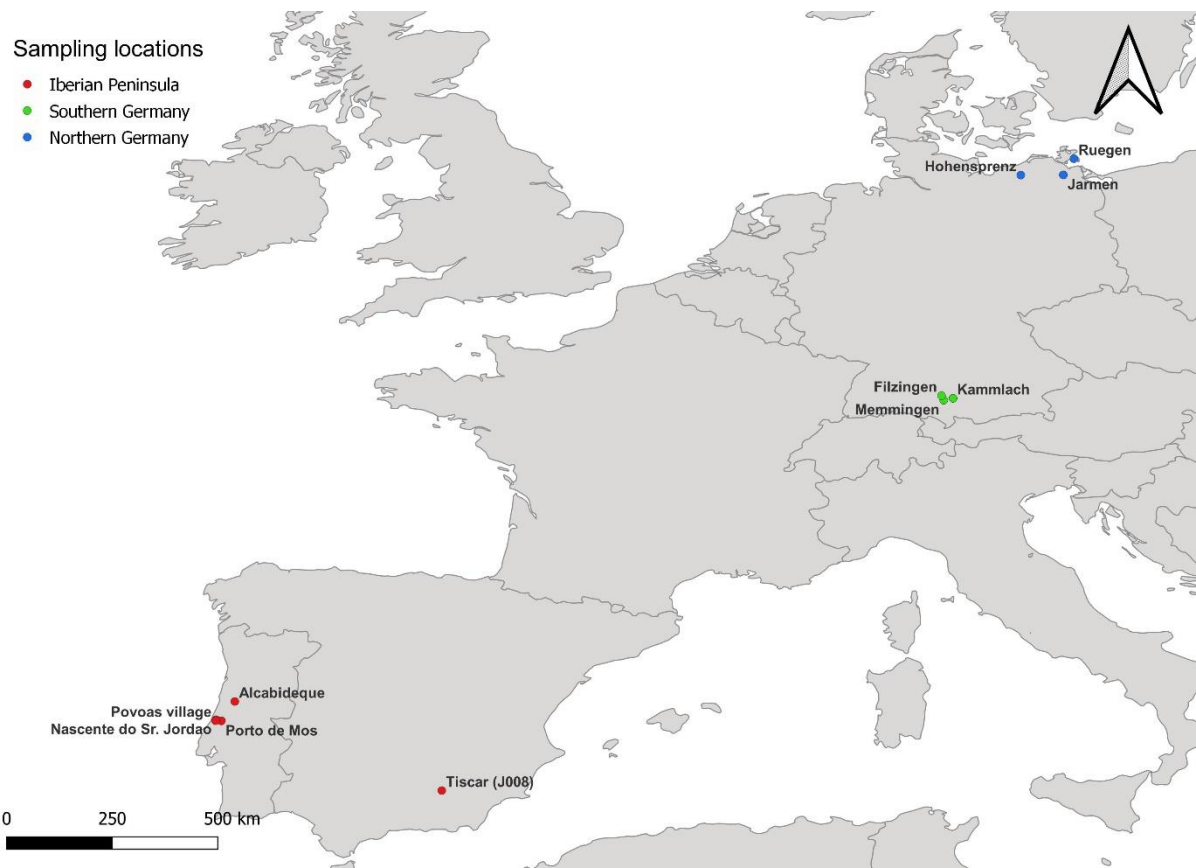 Sampling locations
Iberian Peninsula
Southern Germany
Northern Germany
Ruegen
Hohensprenz
Jarmen
Filzingen
Kammlach
Memmingen
Alcabideque
Povoas village
Nascente do Sr. Jordao
Porto de Mos
Tiscar (J008)
0 250 500 km